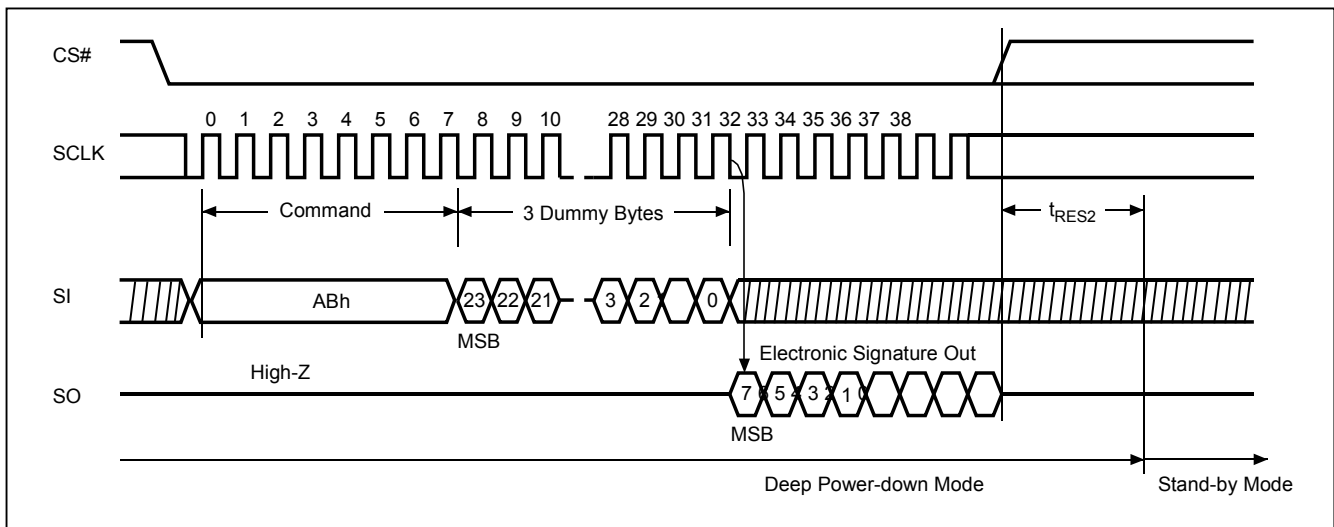 CS#
0 1 2 3 4 5 6 7 8 9 10 28 29 30 31 32 33 34 35 36 37 38
SCLK
Command 3 Dummy Bytes tRES2
SI ABh 23 22 21 3 2 0
MSB
Electronic Signature Out
High-Z
SO 7 6 5 4 3 2 1 0
MSB
Deep Power-down Mode Stand-by Mode